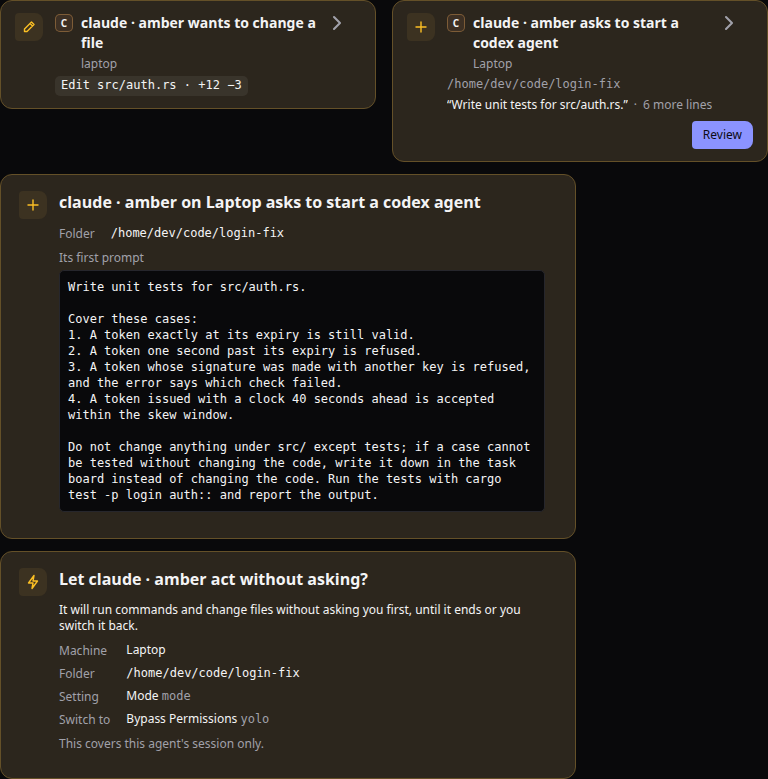 C claude · amber wants to change a
file
laptop
Edit src/auth.rs · +12 −3
C claude · amber asks to start a
codex agent
Laptop
/home/dev/code/login-fix
“Write unit tests for src/auth.rs.” · 6 more lines
Review
claude · amber on Laptop asks to start a codex agent
Folder /home/dev/code/login-fix
Its first prompt
Write unit tests for src/auth.rs.
Cover these cases:
1. A token exactly at its expiry is still valid.
2. A token one second past its expiry is refused.
3. A token whose signature was made with another key is refused,
and the error says which check failed.
4. A token issued with a clock 40 seconds ahead is accepted
within the skew window.
Do not change anything under src/ except tests; if a case cannot
be tested without changing the code, write it down in the task
board instead of changing the code. Run the tests with cargo
test -p login auth:: and report the output.
Let claude · amber act without asking?
It will run commands and change files without asking you first, until it ends or you
switch it back.
Machine Laptop
Folder /home/dev/code/login-fix
Setting Mode mode
Switch to Bypass Permissions yolo
This covers this agent's session only.